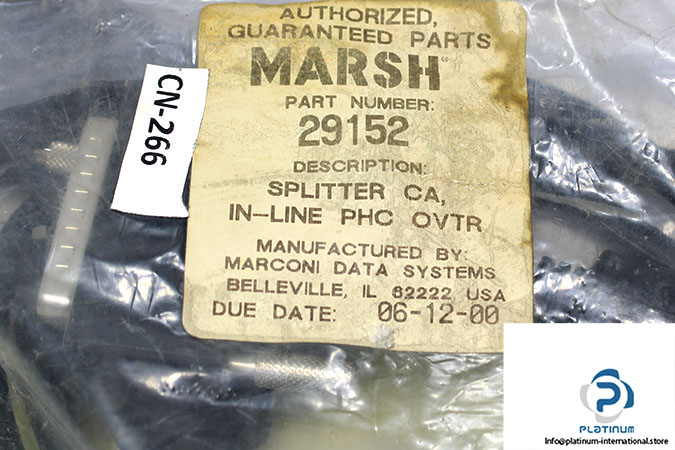 AUTHORIZED,
GUARANTEED PARTS
MARSH
PART NUMBER:
29152
DESCRIPTION:
SPLITTER CA,
IN-LINE PHC OVTR
MANUFACTURED BY:
MARCONI DATA SYSTEMS
BELLEVILLE, IL 62222 USA
DUE DATE: 06-12-00
CN-266
PLATINUM
Info@platinum-international.store